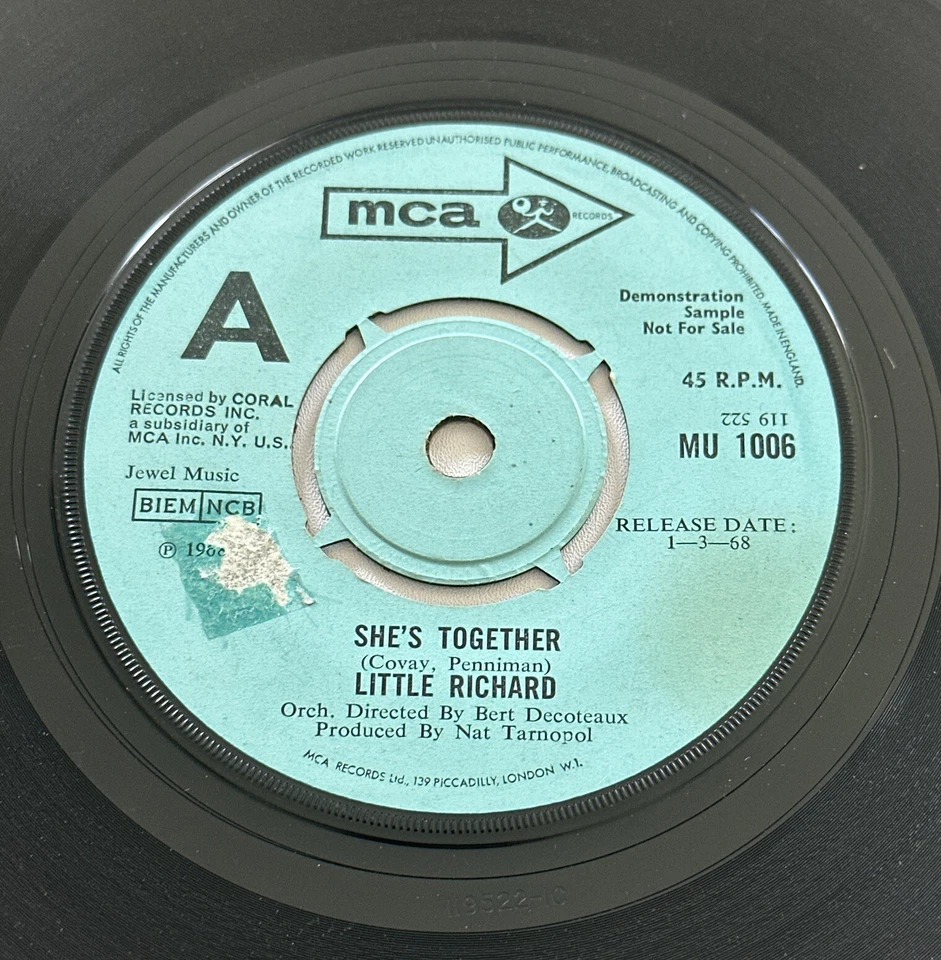 ALL RIGHTS OF THE MANUFACTURERS AND OWNER OF THE RECORDED WORK RESERVED UNAUTHORISED PUBLIC PERFORMANCE, BROADCASTING AND COPYING PROHIBITED. MADE IN ENGLAND.
mca RECORDS
A
Demonstration
Sample
Not For Sale
45 R.P.M.
119 522
MU 1006
Licensed by CORAL
RECORDS INC.
a subsidiary of
MCA Inc. N.Y. U.S.
Jewel Music
BIEM NCB
RELEASE DATE:
1—3—68
℗
SHE'S TOGETHER
(Covay, Penniman)
LITTLE RICHARD
Orch. Directed By Bert Decoteaux
Produced By Nat Tarnopol
MCA RECORDS Ltd., 139 PICCADILLY, LONDON W.1.